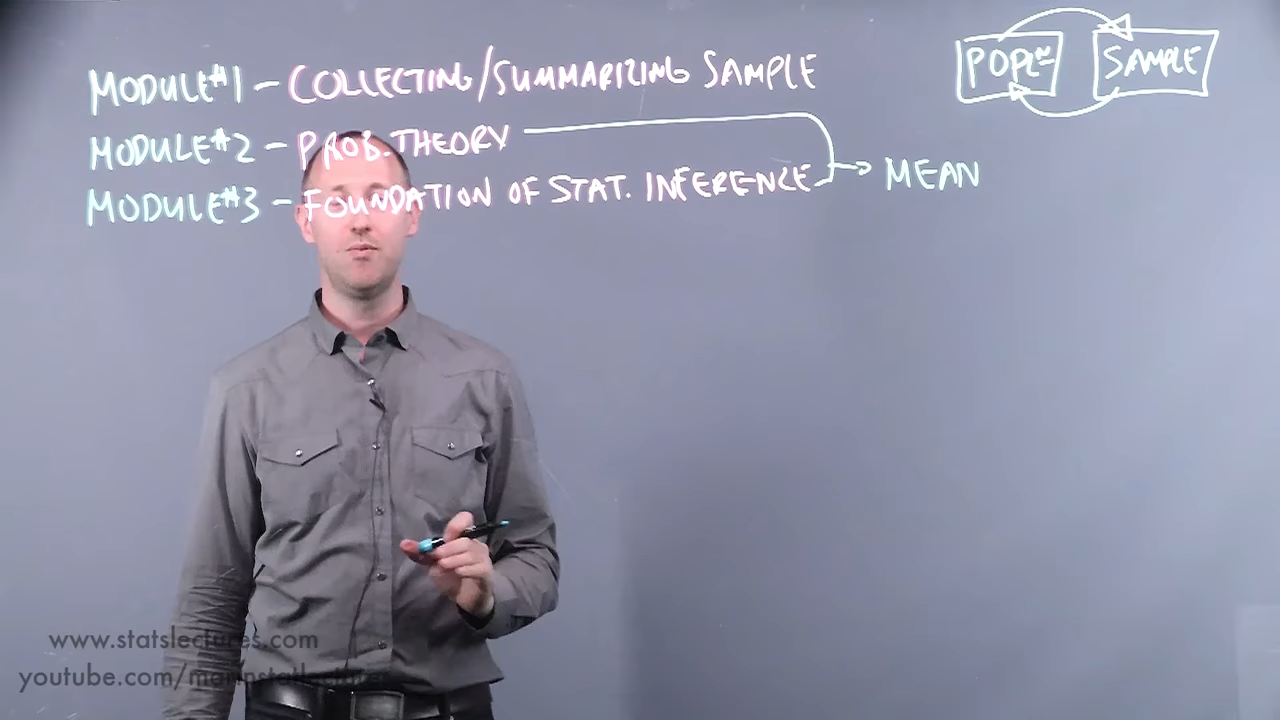 MODULE#1 - COLLECTING/SUMMARIZING SAMPLE
MODULE#2 - PROB. THEORY
MODULE#3 - FOUNDATION OF STAT. INFERENCE
MEAN
POPL=N
SAMPLE
www.statslectures.com